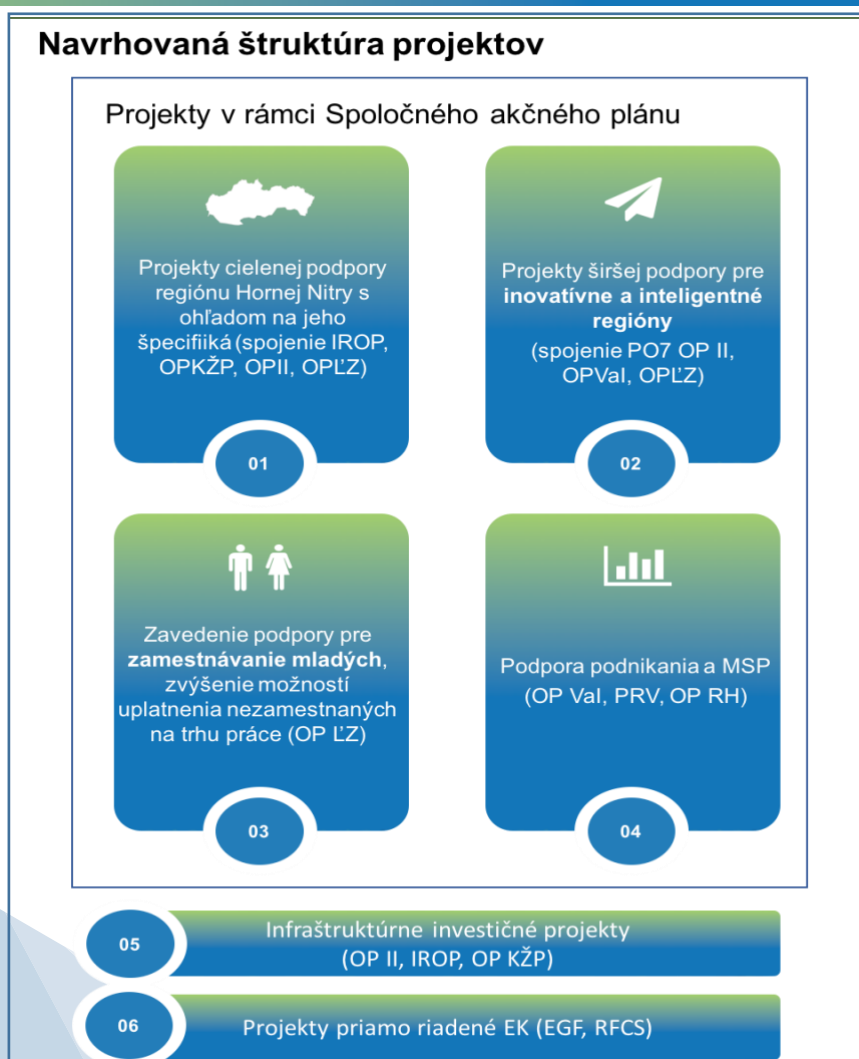 Navrhovaná štruktúra projektov
Projekty v rámci Spoločného akčného plánu
Projekty cielenej podpory
regiónu Hornej Nitry s
ohľadom na jeho
špecifiiká (spojenie IROP,
OPKŽP, OPII, OPĽZ)
01
Projekty širšej podpory pre
inovatívne a inteligentné
regióny
(spojenie PO7 OP II,
OPVaI, OPĽZ)
02
Zavedenie podpory pre
zamestnávanie mladých,
zvýšenie možností
uplatnenia nezamestnaných
na trhu práce (OP ĽZ)
03
Podpora podnikania a MSP
(OP VaI, PRV, OP RH)
04
05
Infraštruktúrne investičné projekty
(OP II, IROP, OP KŽP)
06
Projekty priamo riadené EK (EGF, RFCS)